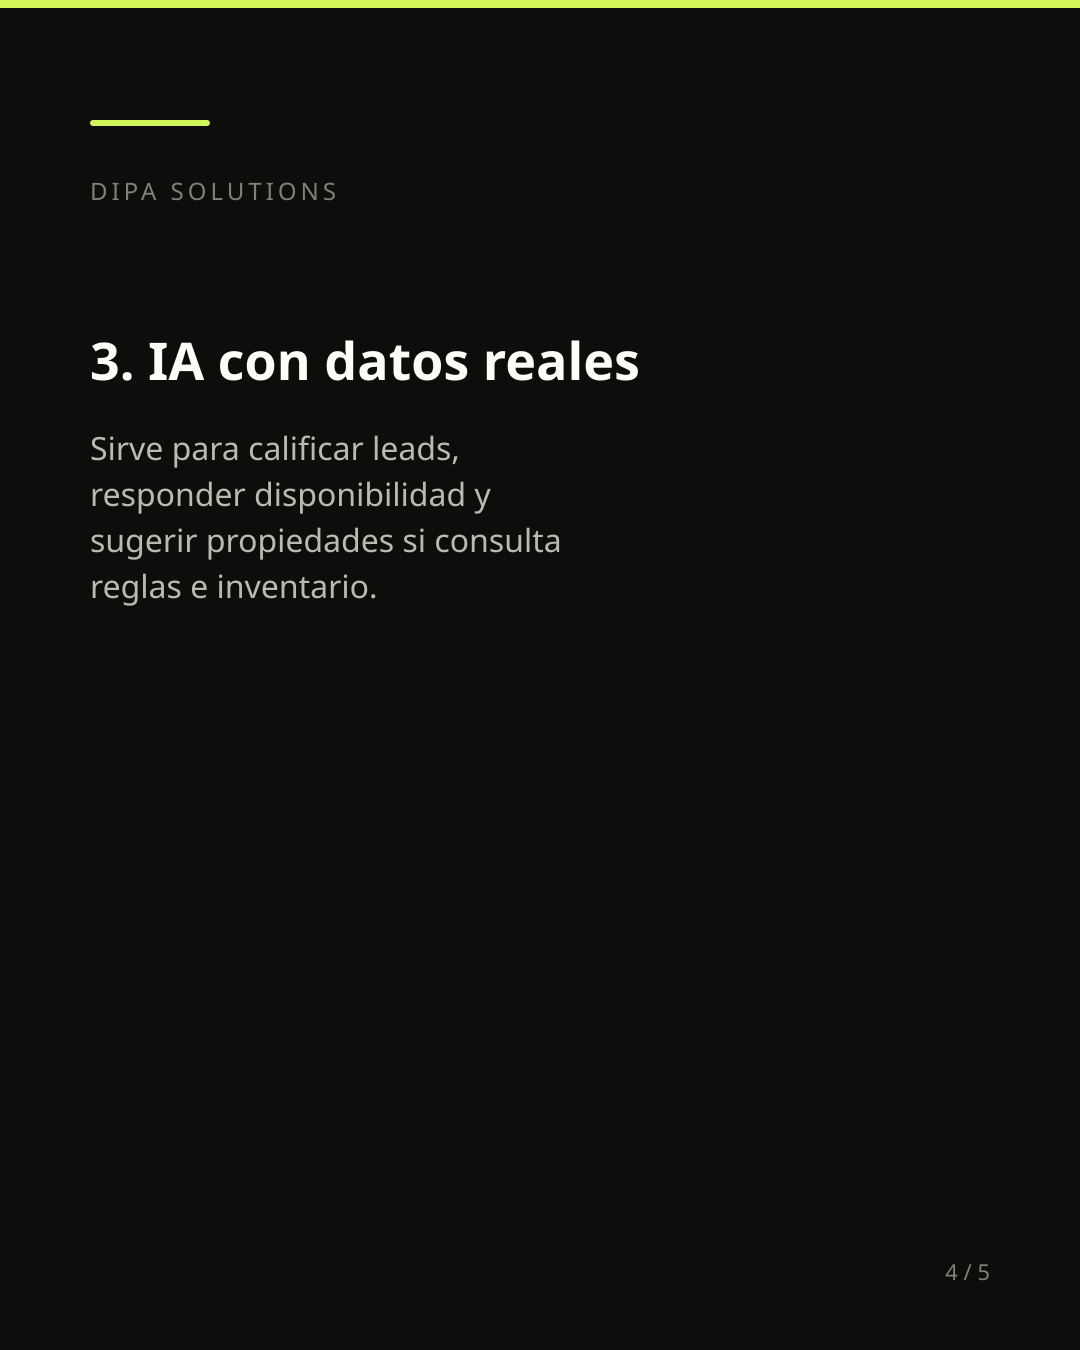 DIPA SOLUTIONS
3. IA con datos reales
Sirve para calificar leads,
responder disponibilidad y
sugerir propiedades si consulta
reglas e inventario.
4 / 5